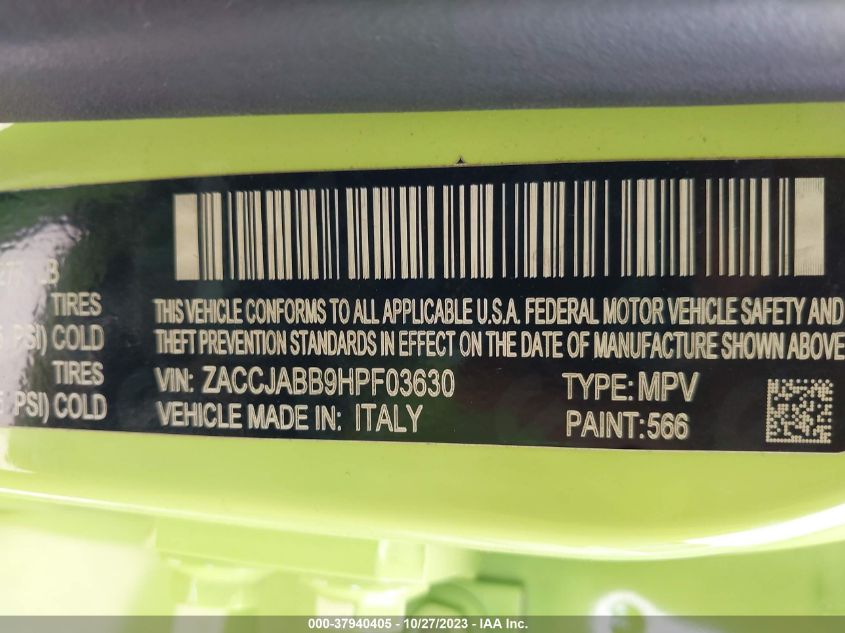 TIRES
PSI) COLD
TIRES
PSI) COLD
THIS VEHICLE CONFORMS TO ALL APPLICABLE U.S.A. FEDERAL MOTOR VEHICLE SAFETY AND
THEFT PREVENTION STANDARDS IN EFFECT ON THE DATE OF MANUFACTURE SHOWN ABOVE
VIN: ZACCJABB9HPF03630 TYPE: MPV
VEHICLE MADE IN: ITALY PAINT: 566
000-37940405 - 10/27/2023 - IAA Inc.